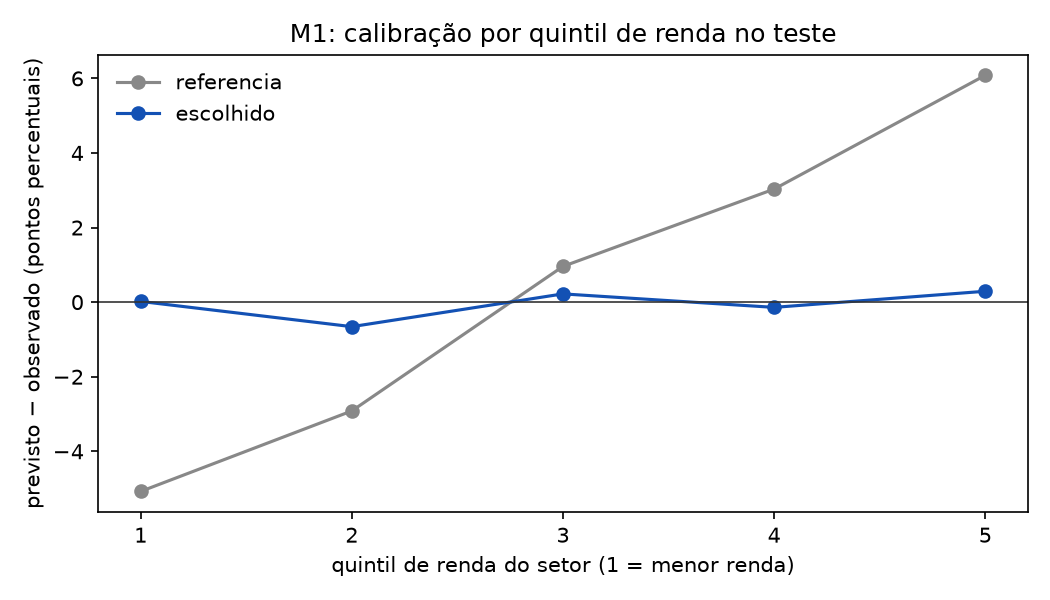 M1: calibração por quintil de renda no teste
previsto − observado (pontos percentuais)
6
4
2
0
−2
−4
referencia
escolhido
1 2 3 4 5
quintil de renda do setor (1 = menor renda)